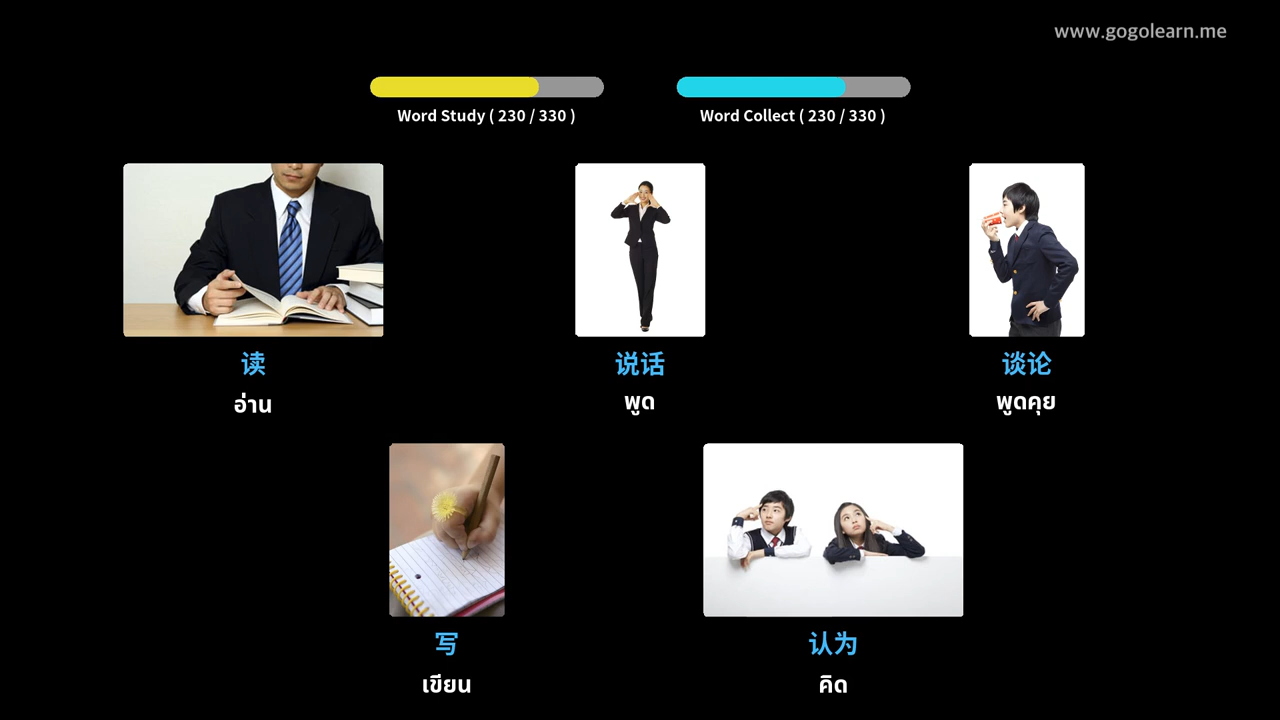 www.gogolearn.me
Word Study ( 230 / 330 )
Word Collect ( 230 / 330 )
读
说话
谈论
อ่าน
พูด
พูดคุย
写
认为
เขียน
คิด